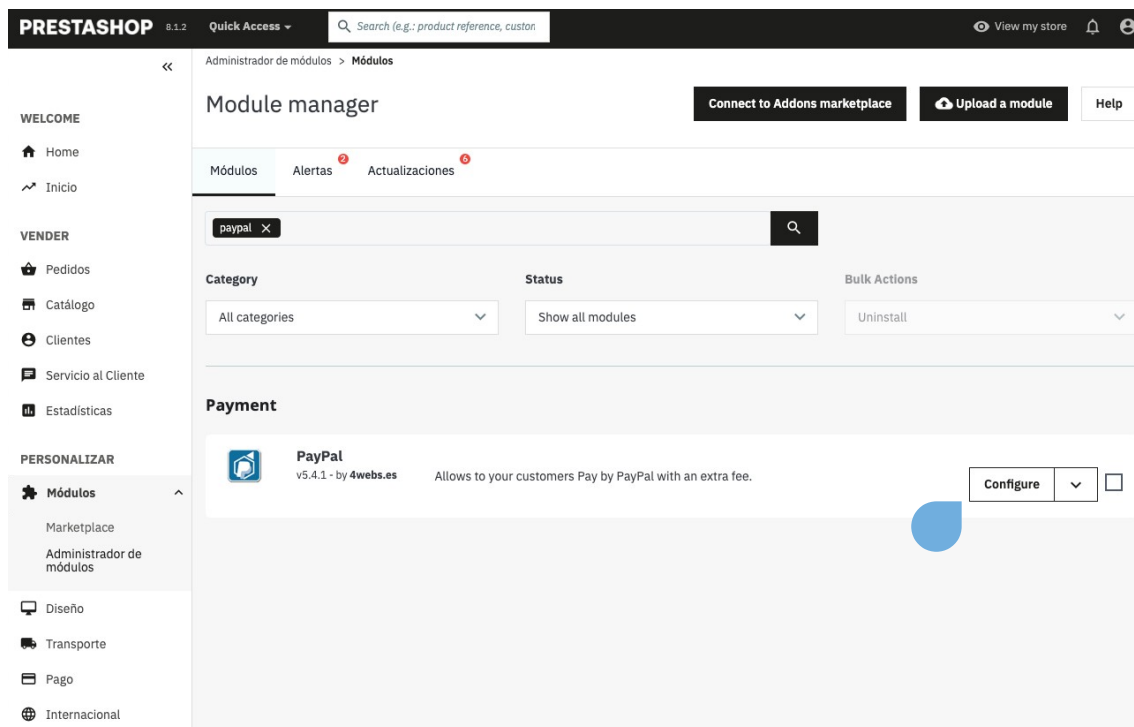 PRESTASHOP 8.1.2 Quick Access Search (e.g.: product reference, custon View my store
Administrador de módulos > Módulos
Module manager
Connect to Addons marketplace
Upload a module
Help
WELCOME
Home
Inicio
VENDER
Pedidos
Catálogo
Clientes
Servicio al Cliente
Estadísticas
PERSONALIZAR
Módulos
Marketplace
Administrador de
módulos
Diseño
Transporte
Pago
Internacional
Módulos Alertas 2 Actualizaciones 6
paypal
Category Status Bulk Actions
All categories Show all modules Uninstall
Payment
PayPal
v5.4.1 - by 4webs.es
Allows to your customers Pay by PayPal with an extra fee.
Configure